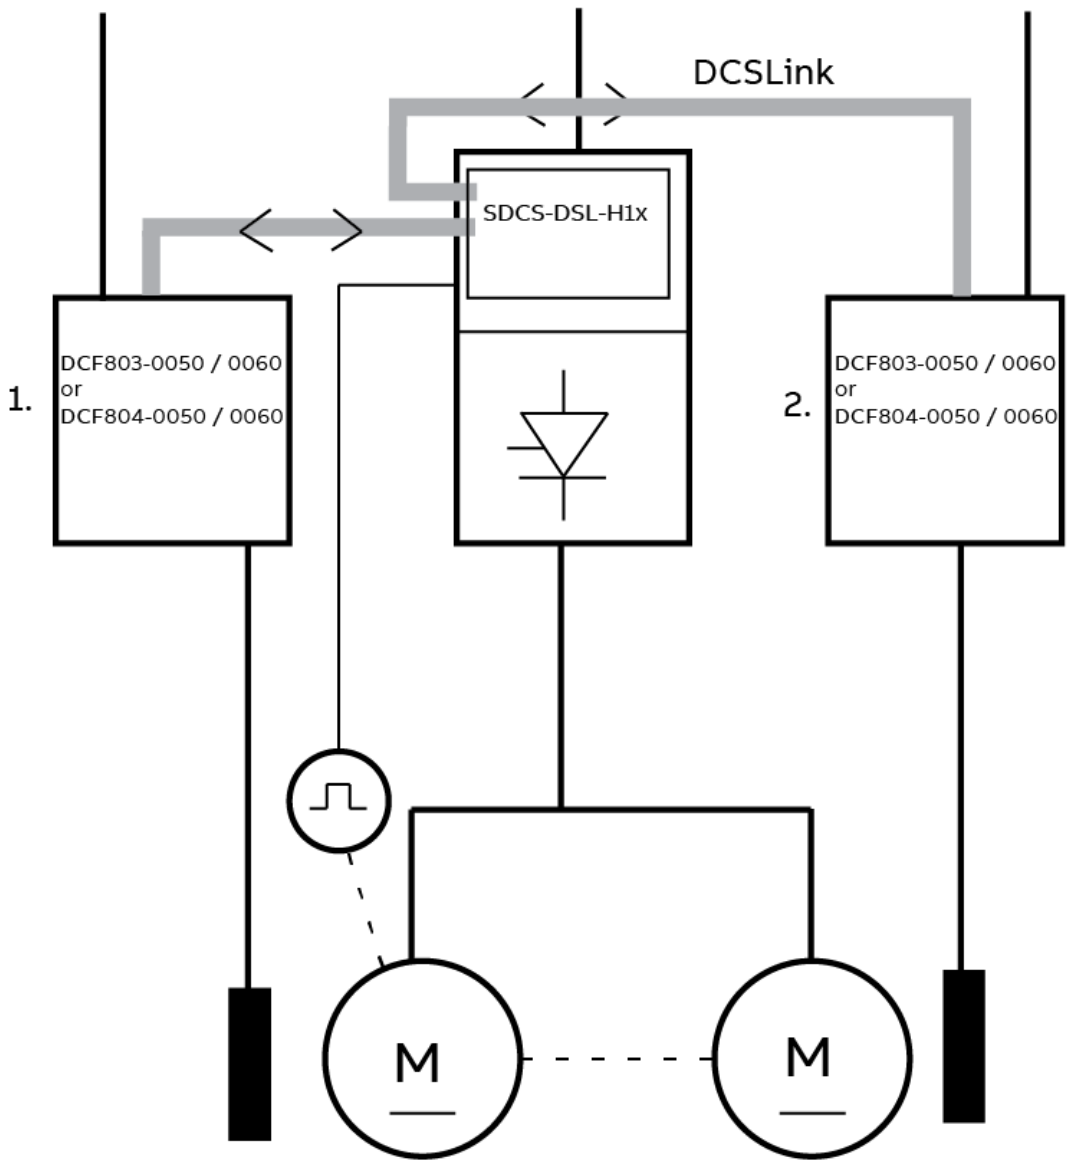 DCSLink
SDCS-DSL-H1x
1.
DCF803-0050 / 0060
or
DCF804-0050 / 0060
2.
DCF803-0050 / 0060
or
DCF804-0050 / 0060
M
M